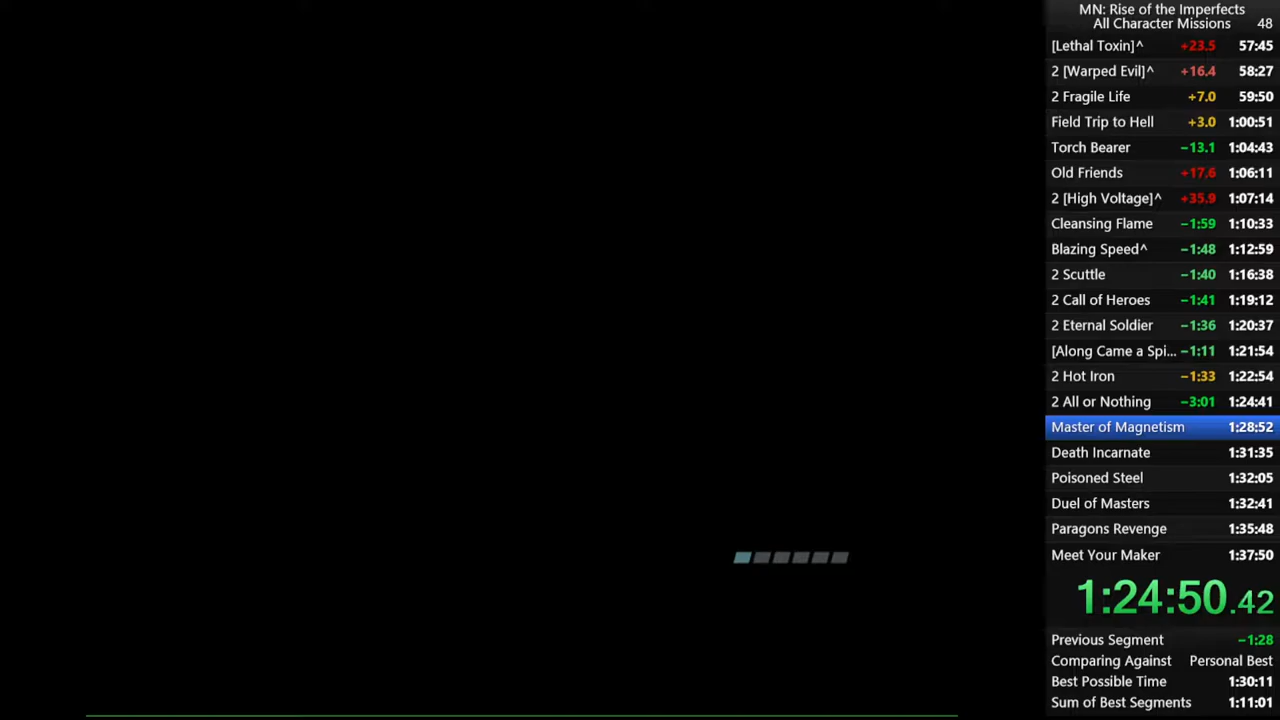 MN: Rise of the Imperfects
All Character Missions 48
[Lethal Toxin]^ +23.5 57:45
2 [Warped Evil]^ +16.4 58:27
2 Fragile Life +7.0 59:50
Field Trip to Hell +3.0 1:00:51
Torch Bearer −13.1 1:04:43
Old Friends +17.6 1:06:11
2 [High Voltage]^ +35.9 1:07:14
Cleansing Flame −1:59 1:10:33
Blazing Speed^ −1:48 1:12:59
2 Scuttle −1:40 1:16:38
2 Call of Heroes −1:41 1:19:12
2 Eternal Soldier −1:36 1:20:37
[Along Came a Spi... −1:11 1:21:54
2 Hot Iron −1:33 1:22:54
2 All or Nothing −3:01 1:24:41
Master of Magnetism 1:28:52
Death Incarnate 1:31:35
Poisoned Steel 1:32:05
Duel of Masters 1:32:41
Paragons Revenge 1:35:48
Meet Your Maker 1:37:50
1:24:50.42
Previous Segment −1:28
Comparing Against Personal Best
Best Possible Time 1:30:11
Sum of Best Segments 1:11:01